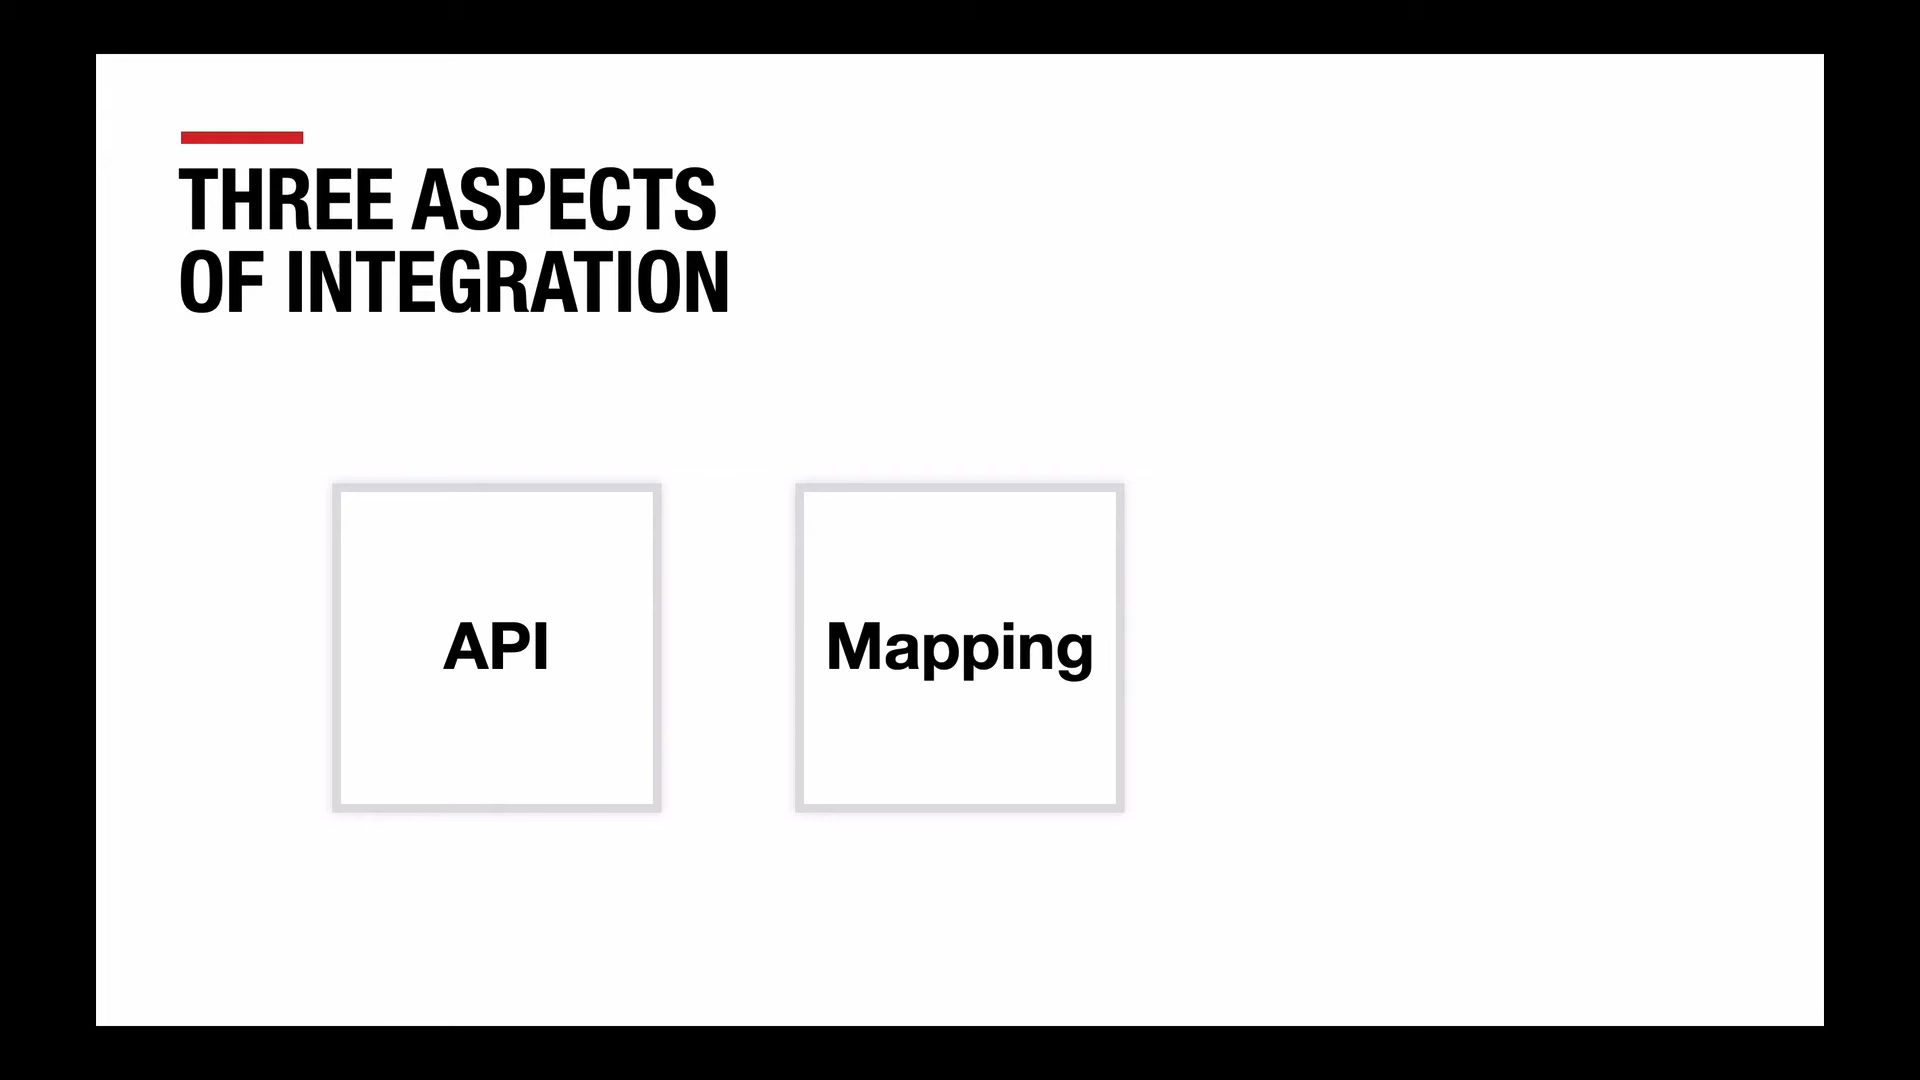 THREE ASPECTS
OF INTEGRATION
API
Mapping